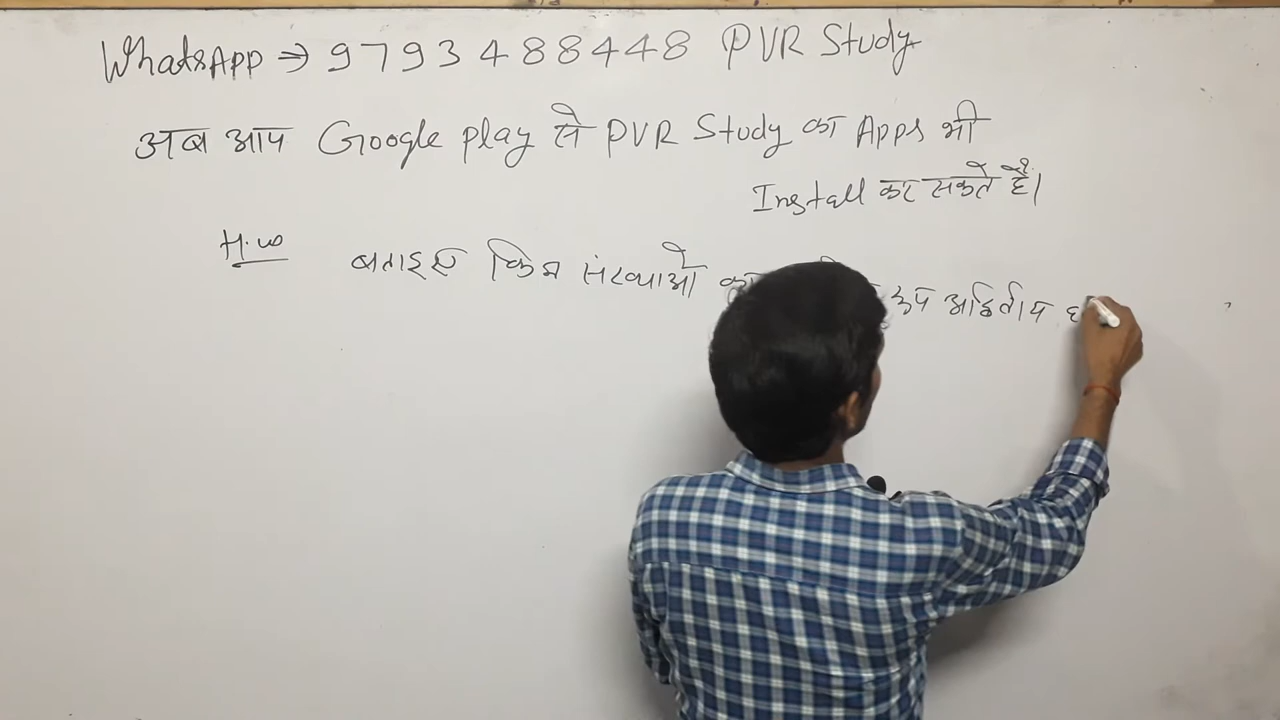 WhatsApp → 9793488448 PVR Study
अब आप Google play से PVR Study का Apps भी
Install कर सकते है।
H.w
बताइए किन संख्याओं का रूप अद्वितीय